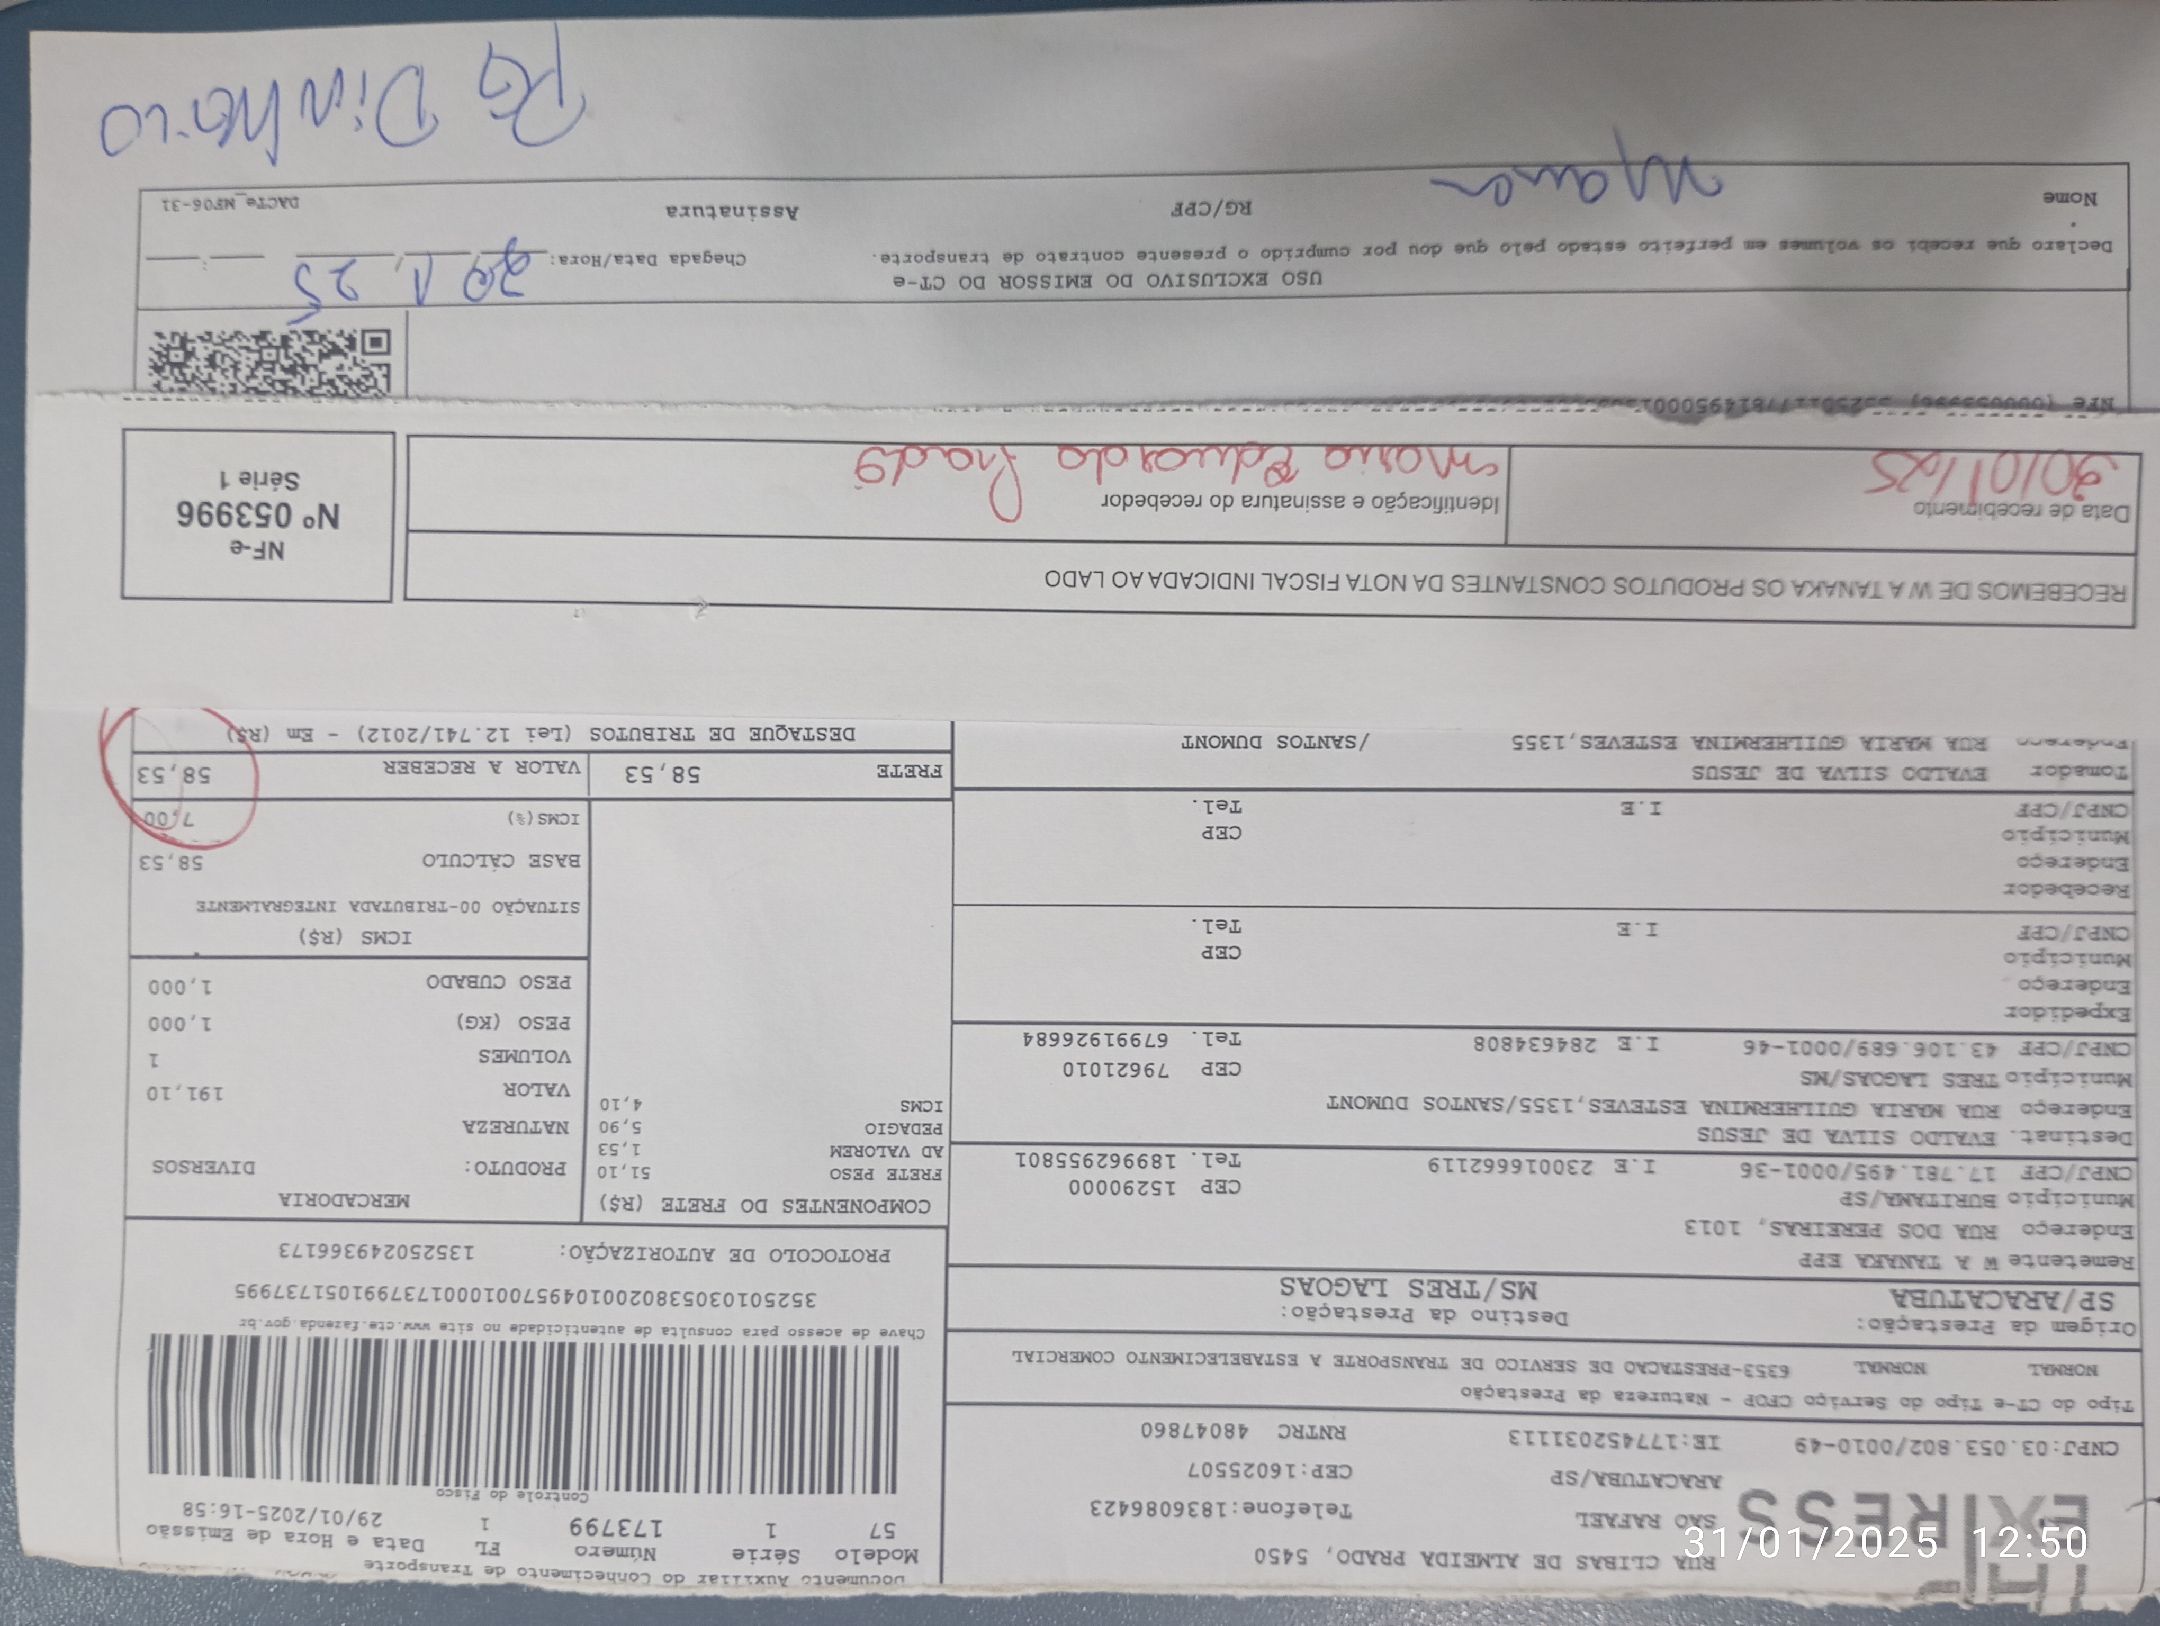 Documento Auxiliar do Conhecimento de Transporte
RUA CLIBAS DE ALMEIDA PRADO, 5450
SAO RAFAEL Telefone:1836086423
ARACATUBA/SP CEP:16025507
CNPJ:03.053.802/0010-49 IE:177452031113 RNTRC 48047860
Modelo Série Número FL Data e Hora de Emissão
57 1 173799 1 29/01/2025-16:58
Controle do Fisco
Tipo do CT-e Tipo do Serviço CFOP - Natureza da Prestação
NORMAL NORMAL 6353-PRESTACAO DE SERVICO DE TRANSPORTE A ESTABELECIMENTO COMERCIAL
Chave de acesso para consulta de autenticidade no site www.cte.fazenda.gov.br
35250103053802001049570010001737991051737995
PROTOCOLO DE AUTORIZAÇÃO: 135250249366173
Origem da Prestação: Destino da Prestação:
SP/ARACATUBA MS/TRES LAGOAS
Remetente W A TANAKA EPP
Endereço RUA DOS PEREIRAS, 1013
Município BURITAMA/SP CEP 15290000
CNPJ/CPF 17.781.495/0001-36 I.E 230016662119 Tel. 18996295801
Destinat. EVALDO SILVA DE JESUS
Endereço RUA MARIA GUILHERMINA ESTEVES,1355/SANTOS DUMONT
Município TRES LAGOAS/MS CEP 79621010
CNPJ/CPF 43.106.689/0001-46 I.E 284634808 Tel. 67991926684
Expedidor
Endereço
Município CEP
CNPJ/CPF I.E Tel.
Recebedor
Endereço
Município CEP
CNPJ/CPF I.E Tel.
Tomador EVALDO SILVA DE JESUS
Endereço RUA MARIA GUILHERMINA ESTEVES,1355 /SANTOS DUMONT
COMPONENTES DO FRETE (R$)
FRETE PESO 51,10
AD VALOREM 1,53
PEDAGIO 5,90
ICMS 4,10
FRETE 58,53
MERCADORIA
PRODUTO: DIVERSOS
NATUREZA
VALOR 191,10
VOLUMES 1
PESO (KG) 1,000
PESO CUBADO 1,000
ICMS (R$)
SITUAÇÃO 00-TRIBUTADA INTEGRALMENTE
BASE CÁLCULO 58,53
ICMS(%) 7,00
VALOR A RECEBER 58,53
DESTAQUE DE TRIBUTOS (Lei 12.741/2012) - Em (R$)
RECEBEMOS DE W A TANAKA OS PRODUTOS CONSTANTES DA NOTA FISCAL INDICADA AO LADO
Data de recebimento Identificação e assinatura do recebedor
30/01/25 Maria Eduarda Prado
NF-e
Nº 053996
Série 1
USO EXCLUSIVO DO EMISSOR DO CT-e
Declaro que recebi os volumes em perfeito estado pelo que dou por cumprido o presente contrato de transporte.
Chegada Data/Hora: 30 1 25
Nome RG/CPF Assinatura DACTe_MF06-31
PG Dinheiro
31/01/2025 12:50